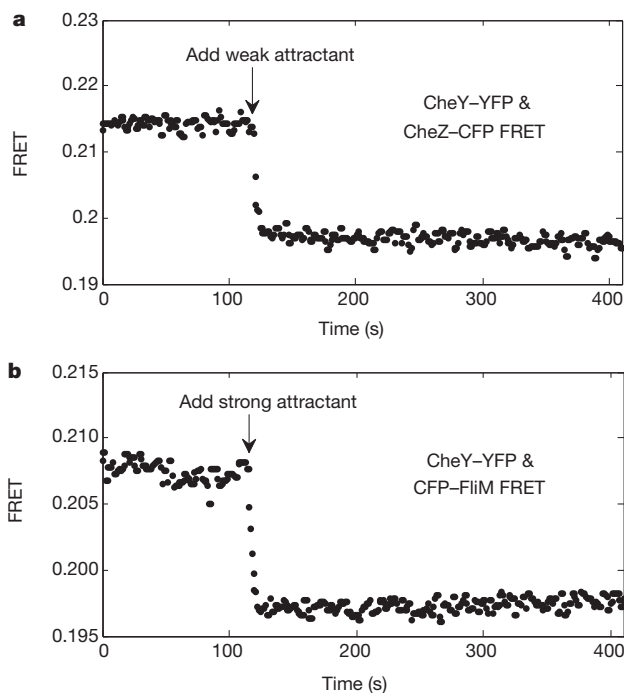 a
0.23
Add weak attractant
0.22
CheY–YFP &
CheZ–CFP FRET
FRET
0.21
0.2
0.19
0
100
200
300
400
Time (s)
b
0.215
Add strong attractant
0.210
CheY–YFP &
CFP–FliM FRET
FRET
0.205
0.200
0.195
0
100
200
300
400
Time (s)